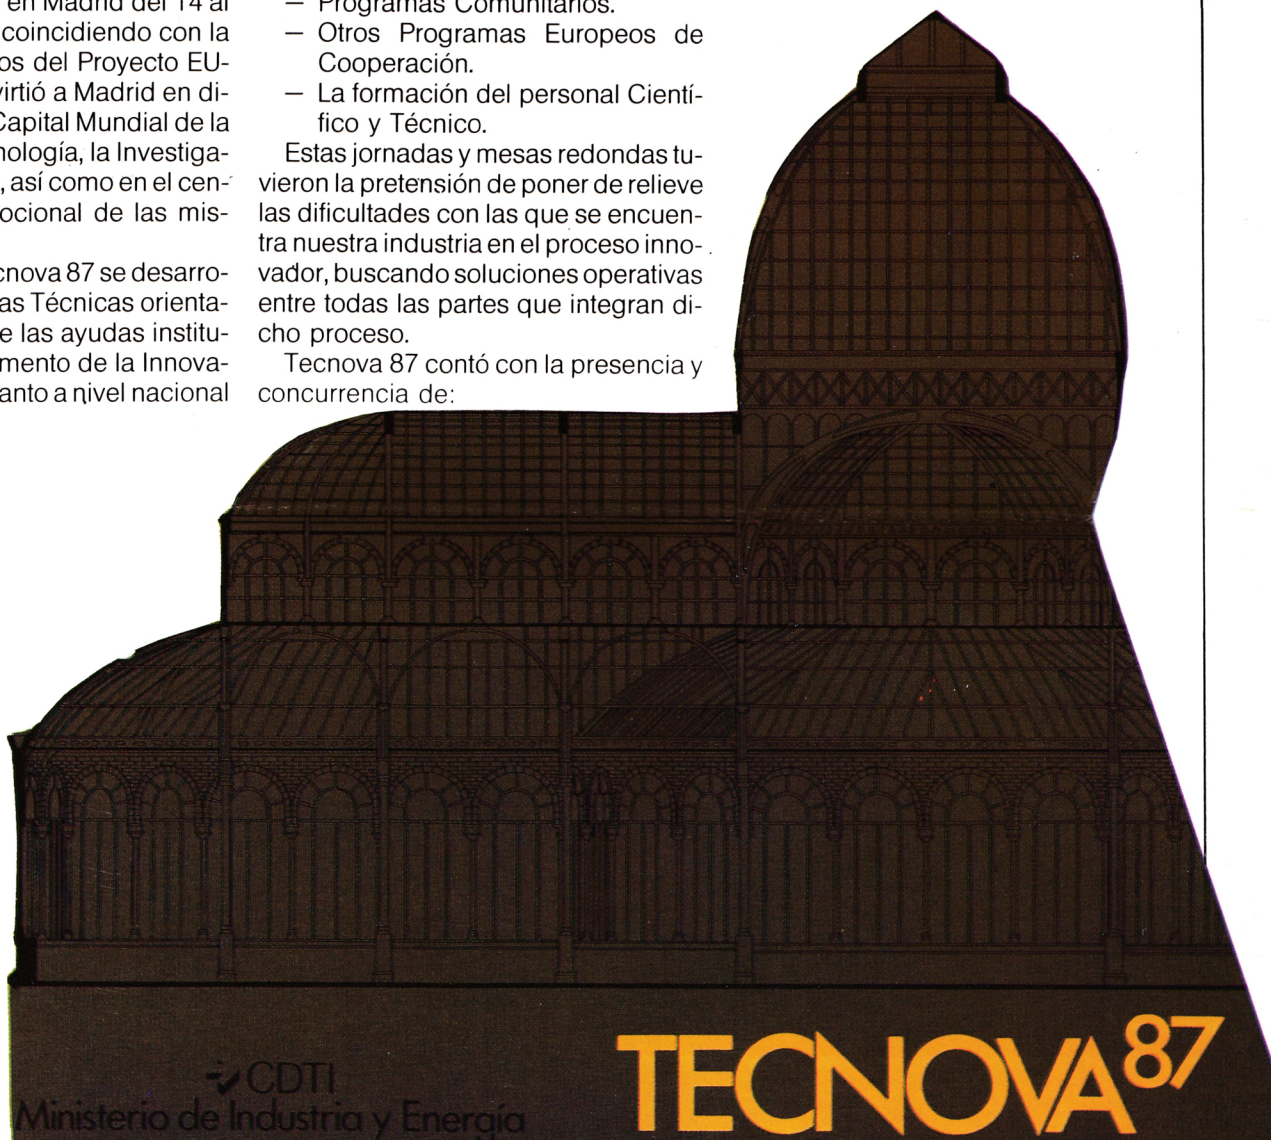 en Madrid del 14 al
coincidiendo con la
os del Proyecto EU-
virtió a Madrid en di-
Capital Mundial de la
nología, la Investiga-
, así como en el cen-
ocional de las mis-
cnova 87 se desarro-
as Técnicas orienta-
e las ayudas institu-
mento de la Innova-
anto a nivel nacional
— Programas Comunitarios.
— Otros Programas Europeos de
Cooperación.
— La formación del personal Cientí-
fico y Técnico.
Estas jornadas y mesas redondas tu-
vieron la pretensión de poner de relieve
las dificultades con las que se encuen-
tra nuestra industria en el proceso inno-
vador, buscando soluciones operativas
entre todas las partes que integran di-
cho proceso.
Tecnova 87 contó con la presencia y
concurrencia de:
CDTI
Ministerio de Industria y Energía
TECNOVA 87